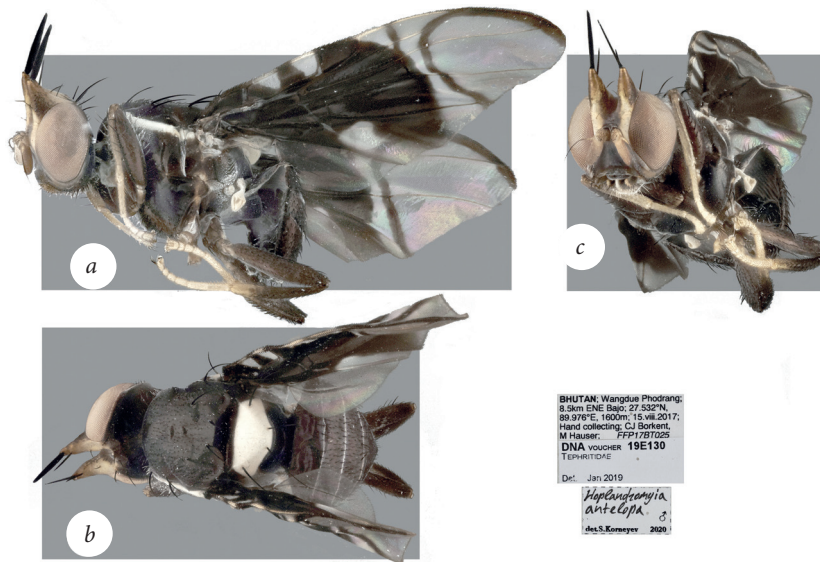 a
c
b
BHUTAN; Wangdue Phodrang;
8.5km ENE Bajo; 27.532°N,
89.976°E, 1600m; 15.viii.2017;
Hand collecting; CJ Borkent,
M Hauser; FFP17BT025
DNA VOUCHER 19E130
TEPHRITIDAE
Det. Jan 2019
Hoplandromyia
antelopa ♂
det.S.Korneyev 2020